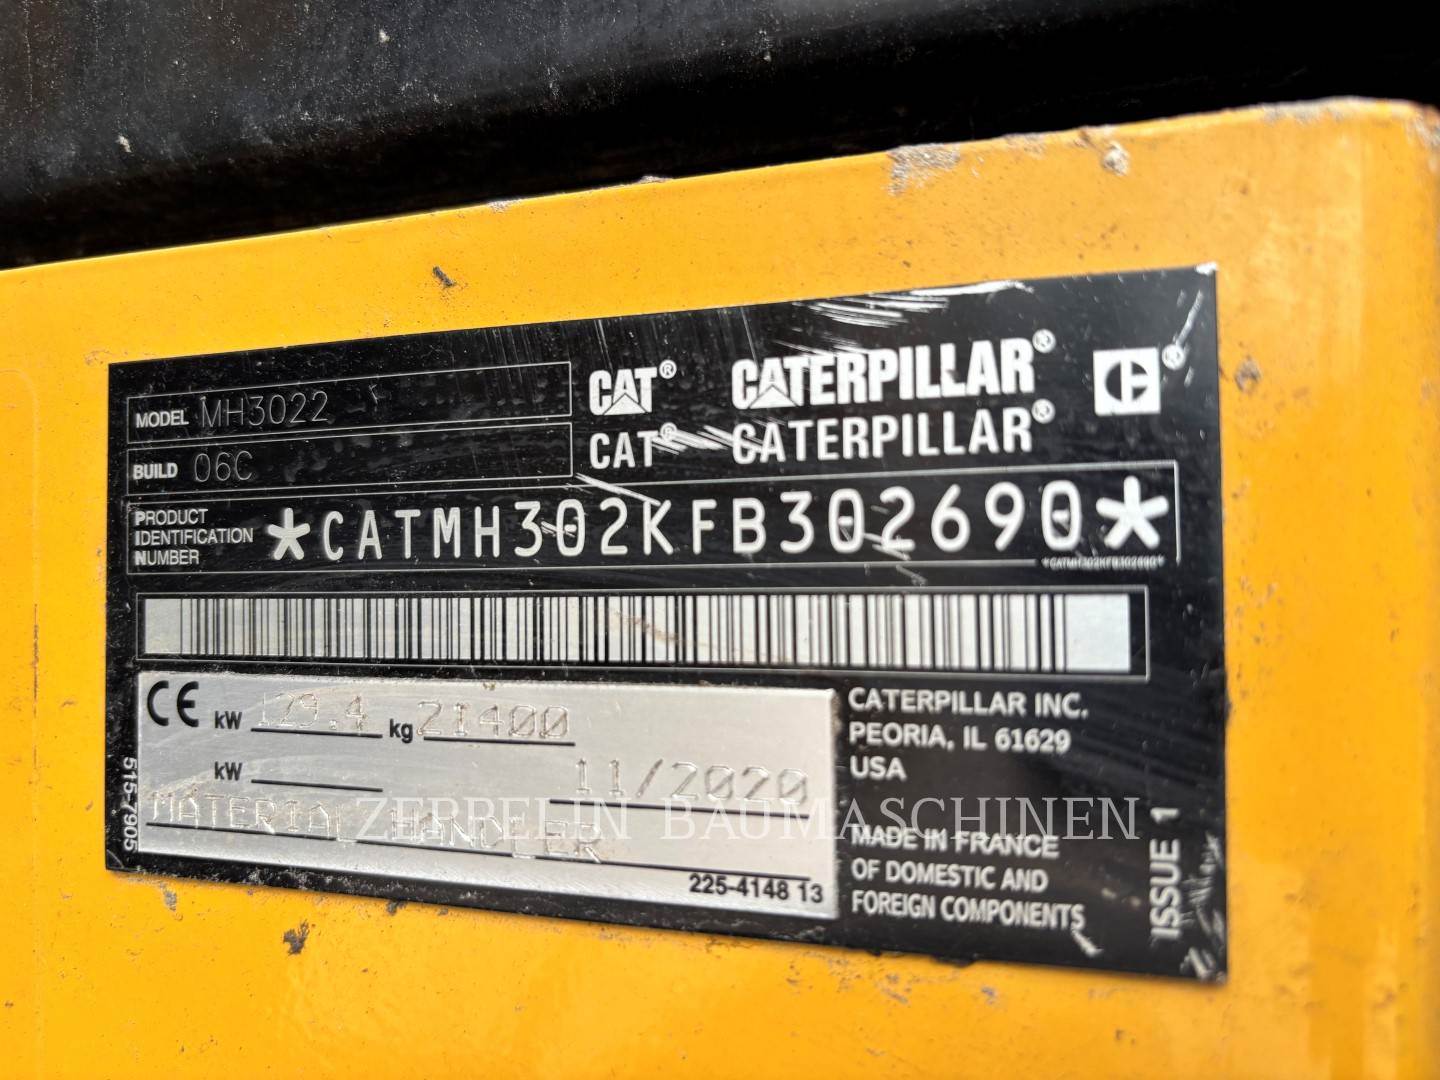 MODEL MH3022
BUILD 06C
CAT® CATERPILLAR®
CAT® CATERPILLAR®
PRODUCT
IDENTIFICATION
NUMBER
*CATMH302KFB302690*
*CATMH302KFB302690*
CE kW 129.4 kg 21400
kW
11/2020
MATERIAL HANDLER
225-4148 13
515-7905
CATERPILLAR INC.
PEORIA, IL 61629
USA
MADE IN FRANCE
OF DOMESTIC AND
FOREIGN COMPONENTS
ISSUE 1
ZEPPELIN BAUMASCHINEN